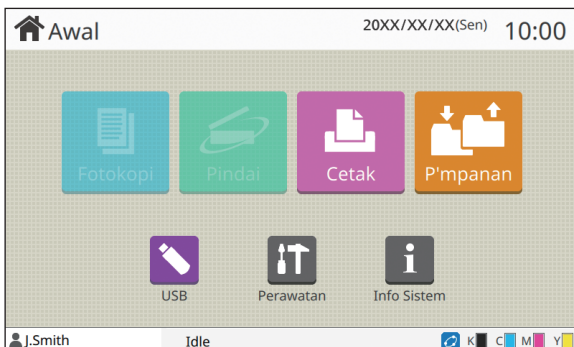 Awal
20XX/XX/XX(Sen) 10:00
Fotokopi Pindai Cetak P'mpanan
USB Perawatan Info Sistem
J.Smith Idle K C M Y